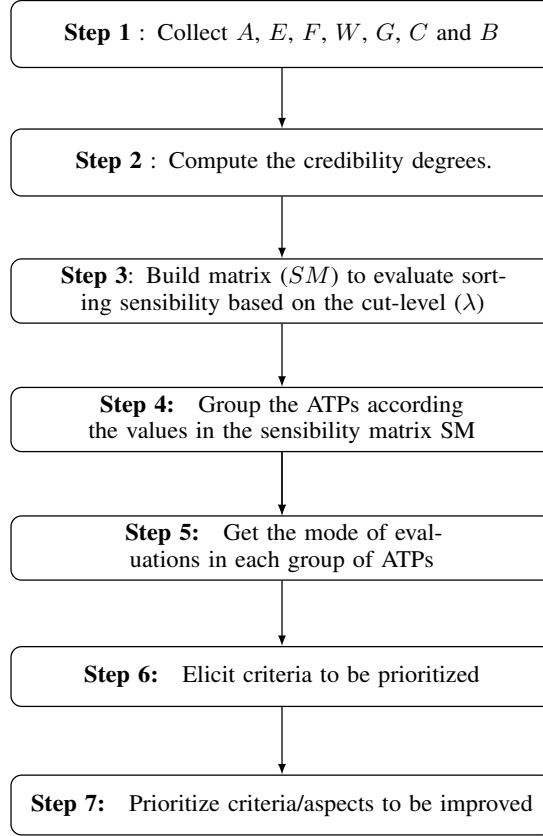 Step 1 : Collect A, E, F, W, G, C and B
Step 2 : Compute the credibility degrees.
Step 3: Build matrix (SM) to evaluate sort-
ing sensibility based on the cut-level (λ)
Step 4: Group the ATPs according
the values in the sensibility matrix SM
Step 5: Get the mode of eval-
uations in each group of ATPs
Step 6: Elicit criteria to be prioritized
Step 7: Prioritize criteria/aspects to be improved